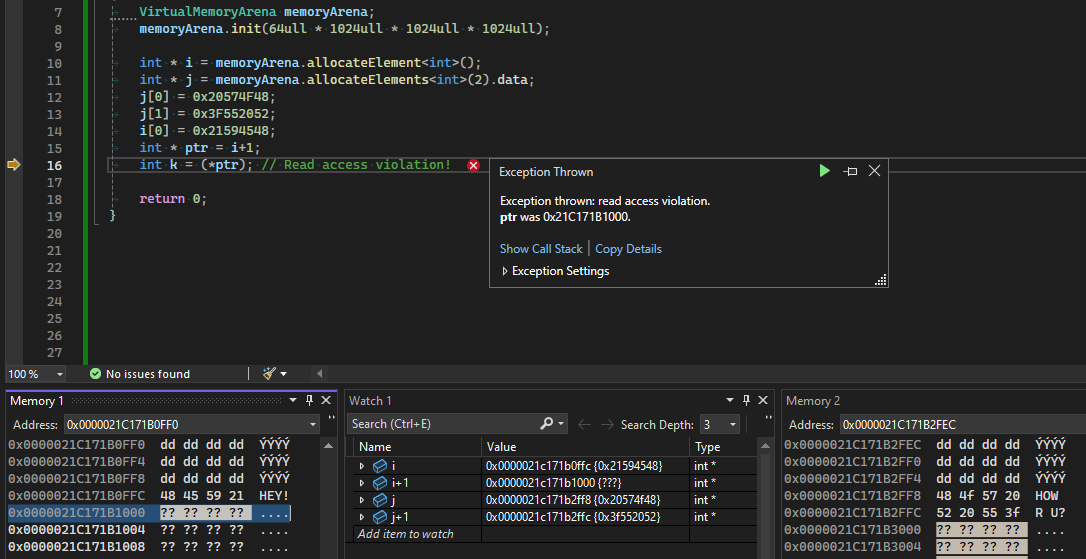 7 VirtualMemoryArena memoryArena;
8 memoryArena.init(64ull * 1024ull * 1024ull * 1024ull);
9
10 int * i = memoryArena.allocateElement<int>();
11 int * j = memoryArena.allocateElements<int>(2).data;
12 j[0] = 0x20574F48;
13 j[1] = 0x3F552052;
14 i[0] = 0x21594548;
15 int * ptr = i+1;
16 int k = (*ptr); // Read access violation!
17
18 return 0;
19 }
20
21
22
23
24
25
26
27
Exception Thrown
Exception thrown: read access violation.
ptr was 0x21C171B1000.
Show Call Stack | Copy Details
Exception Settings
100 % No issues found
Memory 1
Address: 0x0000021C171B0FF0
0x0000021C171B0FF0 dd dd dd dd ÝÝÝÝ
0x0000021C171B0FF4 dd dd dd dd ÝÝÝÝ
0x0000021C171B0FF8 dd dd dd dd ÝÝÝÝ
0x0000021C171B0FFC 48 45 59 21 HEY!
0x0000021C171B1000 ?? ?? ?? ?? ....
0x0000021C171B1004 ?? ?? ?? ?? ....
0x0000021C171B1008 ?? ?? ?? ?? ....
Watch 1
Search (Ctrl+E) Search Depth: 3
Name Value Type
i 0x0000021c171b0ffc {0x21594548} int *
i+1 0x0000021c171b1000 {???} int *
j 0x0000021c171b2ff8 {0x20574f48} int *
j+1 0x0000021c171b2ffc {0x3f552052} int *
Add item to watch
Memory 2
Address: 0x0000021C171B2FEC
0x0000021C171B2FEC dd dd dd dd ÝÝÝÝ
0x0000021C171B2FF0 dd dd dd dd ÝÝÝÝ
0x0000021C171B2FF4 dd dd dd dd ÝÝÝÝ
0x0000021C171B2FF8 48 4f 57 20 HOW
0x0000021C171B2FFC 52 20 55 3f R U?
0x0000021C171B3000 ?? ?? ?? ?? ....
0x0000021C171B3004 ?? ?? ?? ?? ....